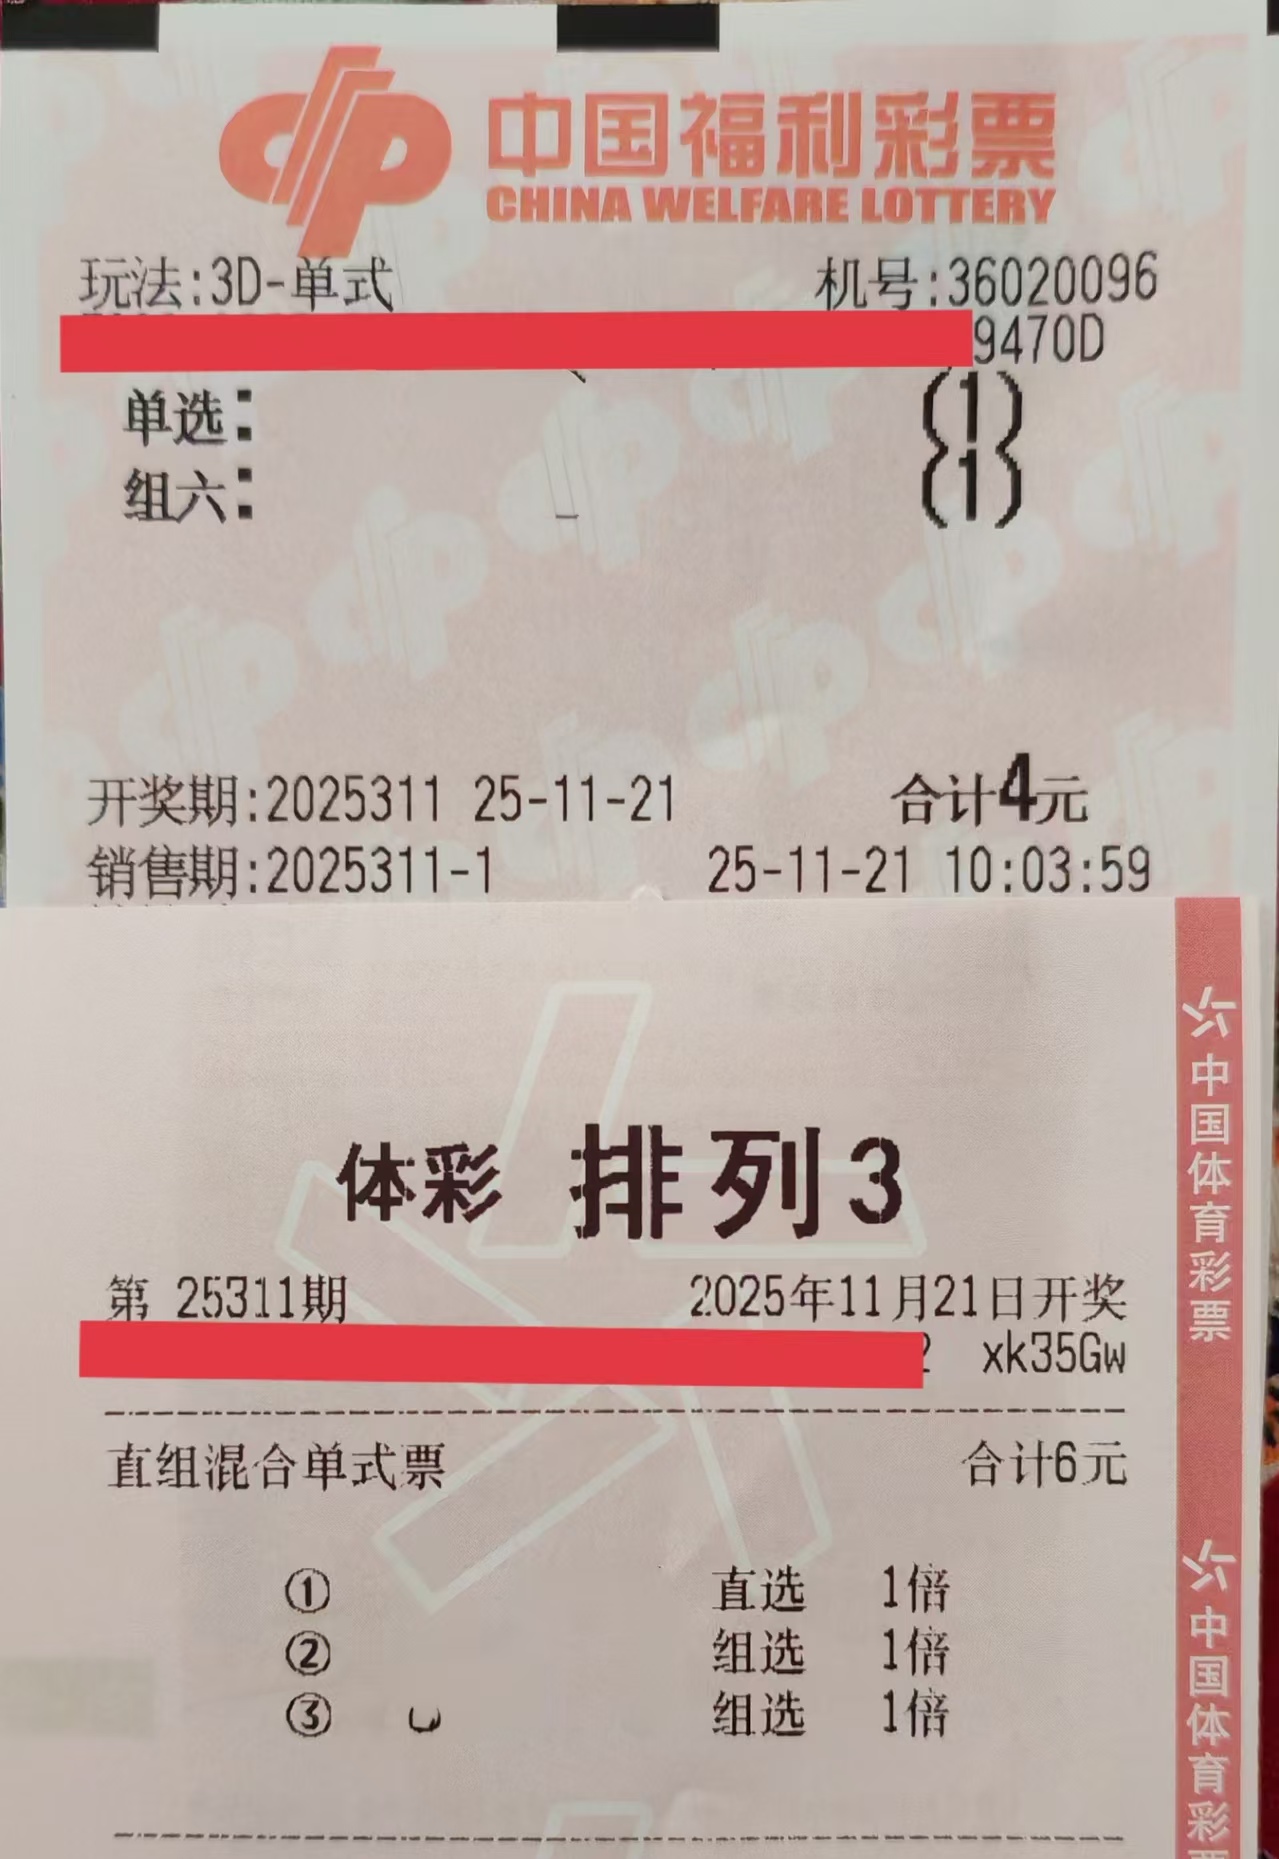 中国福利彩票
CHINA WELFARE LOTTERY
玩法:3D-单式 机号:36020096
9470D
单选: (1)
组六: (1)
开奖期:2025311 25-11-21 合计4元
销售期:2025311-1 25-11-21 10:03:59
体彩 排列3
第 25311期 2025年11月21日开奖
xk35Gw
直组混合单式票 合计6元
① 直选 1倍
② 组选 1倍
③ 组选 1倍
中国体育彩票
中国体育彩